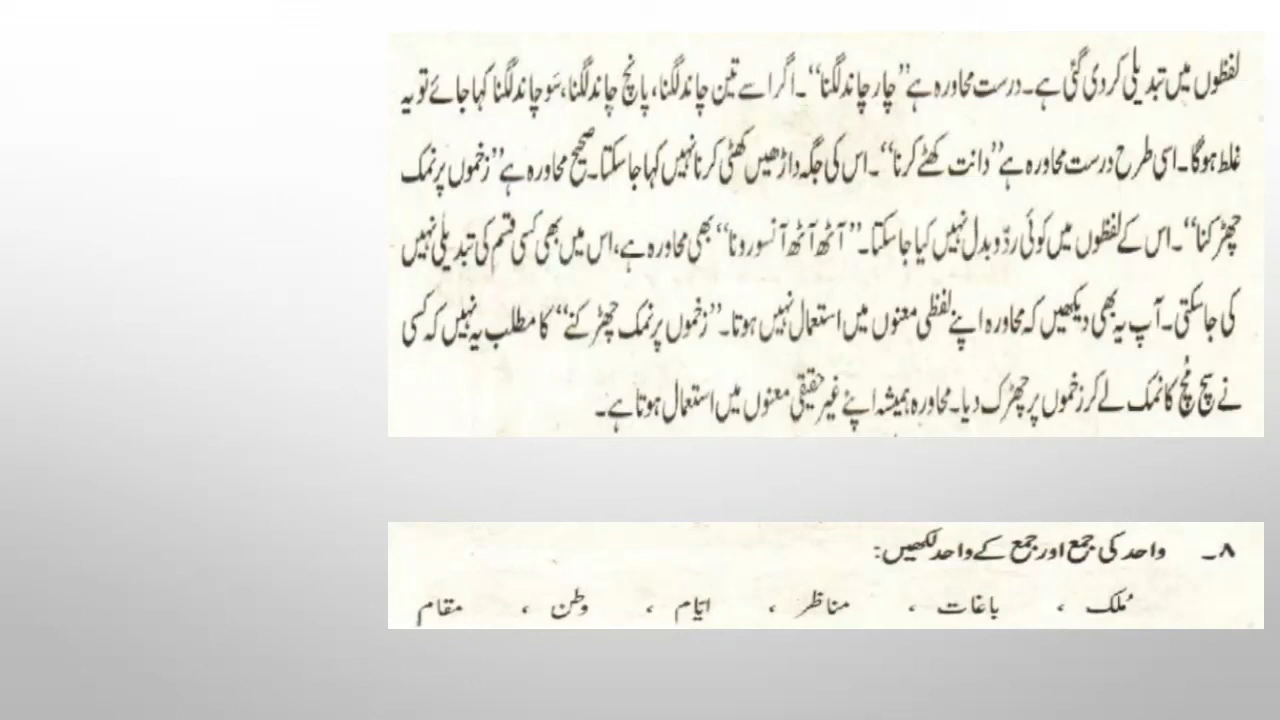 لفظوں میں تبدیلی کر دی گئی ہے۔ درست محاورہ ہے ”چار چاند لگنا“۔ اگر اسے تین چاند لگنا، پانچ چاند لگنا، سَو چاند لگنا کہا جائے تو یہ
غلط ہوگا۔ اسی طرح درست محاورہ ہے ”دانت کھٹے کرنا“۔ اس کی جگہ داڑھیں کھٹی کرنا نہیں کہا جا سکتا۔ صحیح محاورہ ہے ”زخموں پر نمک
چھڑکنا“۔ اس کے لفظوں میں کوئی ردّ و بدل نہیں کیا جا سکتا۔ ”آٹھ آٹھ آنسو رونا“ بھی محاورہ ہے، اس میں بھی کسی قسم کی تبدیلی نہیں
کی جا سکتی۔ آپ یہ بھی دیکھیں کہ محاورہ اپنے لفظی معنوں میں استعمال نہیں ہوتا۔ ”زخموں پر نمک چھڑکنے“ کا مطلب یہ نہیں کہ کسی
نے سچ مُچ کا نمک لے کر زخموں پر چھڑک دیا۔ محاورہ ہمیشہ اپنے غیر حقیقی معنوں میں استعمال ہوتا ہے۔
۸۔ واحد کی جمع اور جمع کے واحد لکھیں:
مُلک ، باغات ، مناظر ، ایّام ، وطن ، مقام